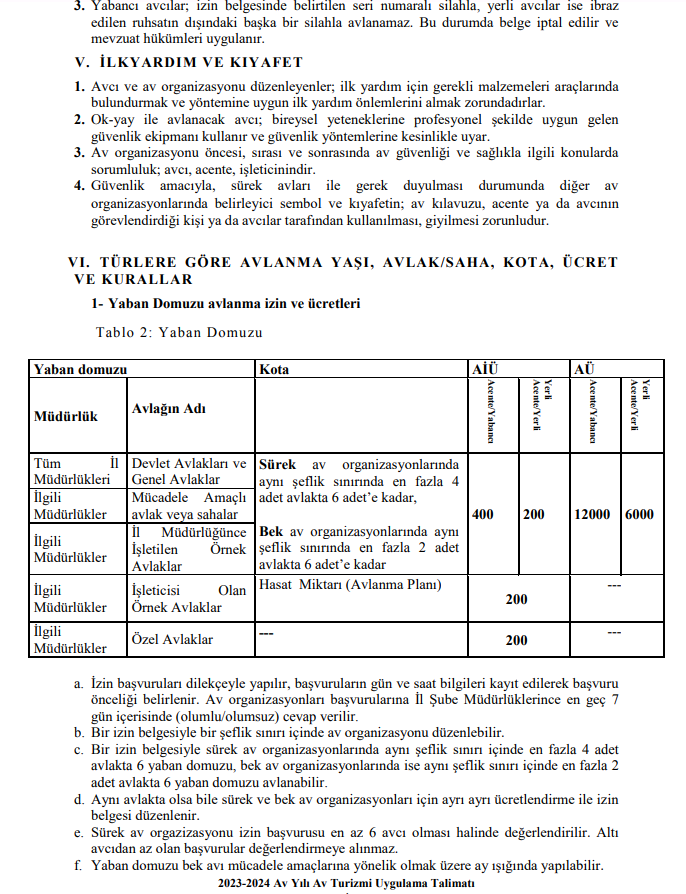 3. Yabancı avcılar; izin belgesinde belirtilen seri numaralı silahla, yerli avcılar ise ibraz
edilen ruhsatın dışındaki başka bir silahla avlanamaz. Bu durumda belge iptal edilir ve
mevzuat hükümleri uygulanır.
V. İLKYARDIM VE KIYAFET
1. Avcı ve av organizasyonu düzenleyenler; ilk yardım için gerekli malzemeleri araçlarında
bulundurmak ve yöntemine uygun ilk yardım önlemlerini almak zorundadırlar.
2. Ok-yay ile avlanacak avcı; bireysel yeteneklerine profesyonel şekilde uygun gelen
güvenlik ekipmanı kullanır ve güvenlik yöntemlerine kesinlikle uyar.
3. Av organizasyonu öncesi, sırası ve sonrasında av güvenliği ve sağlıkla ilgili konularda
sorumluluk; avcı, acente, işleticinindir.
4. Güvenlik amacıyla, sürek avları ile gerek duyulması durumunda diğer av
organizasyonlarında belirleyici sembol ve kıyafetin; av kılavuzu, acente ya da avcının
görevlendirdiği kişi ya da avcılar tarafından kullanılması, giyilmesi zorunludur.
VI. TÜRLERE GÖRE AVLANMA YAŞI, AVLAK/SAHA, KOTA, ÜCRET
VE KURALLAR
1- Yaban Domuzu avlanma izin ve ücretleri
Tablo 2: Yaban Domuzu
Yaban domuzu Kota AİÜ AÜ
Müdürlük Avlağın Adı Acente/Yabancı Yerli Acente/Yerli Acente/Yabancı Yerli Acente/Yerli
Tüm İl Müdürlükleri
Devlet Avlakları ve Genel Avlaklar
Sürek av organizasyonlarında
aynı şeflik sınırında en fazla 4
adet avlakta 6 adet’e kadar,
İlgili Müdürlükler
Mücadele Amaçlı avlak veya sahalar
400 200 12000 6000
İlgili Müdürlükler
İl Müdürlüğünce
İşletilen Örnek
Avlaklar
Bek av organizasyonlarında aynı
şeflik sınırında en fazla 2 adet
avlakta 6 adet’e kadar
İlgili Müdürlükler
İşleticisi Olan
Örnek Avlaklar
Hasat Miktarı (Avlanma Planı)
200 ---
İlgili Müdürlükler
Özel Avlaklar --- 200 ---
a. İzin başvuruları dilekçeyle yapılır, başvuruların gün ve saat bilgileri kayıt edilerek başvuru
önceliği belirlenir. Av organizasyonları başvurularına İl Şube Müdürlüklerince en geç 7
gün içerisinde (olumlu/olumsuz) cevap verilir.
b. Bir izin belgesiyle bir şeflik sınırı içinde av organizasyonu düzenlebilir.
c. Bir izin belgesiyle sürek av organizasyonlarında aynı şeflik sınırı içinde en fazla 4 adet
avlakta 6 yaban domuzu, bek av organizasyonlarında ise aynı şeflik sınırı içinde en fazla 2
adet avlakta 6 yaban domuzu avlanabilir.
d. Aynı avlakta olsa bile sürek ve bek av organizasyonları için ayrı ayrı ücretlendirme ile izin
belgesi düzenlenir.
e. Sürek av orgazizasyonu izin başvurusu en az 6 avcı olması halinde değerlendirilir. Altı
avcıdan az olan başvurular değerlendirmeye alınmaz.
f. Yaban domuzu bek avı mücadele amaçlarına yönelik olmak üzere ay ışığında yapılabilir.
2023-2024 Av Yılı Av Turizmi Uygulama Talimatı